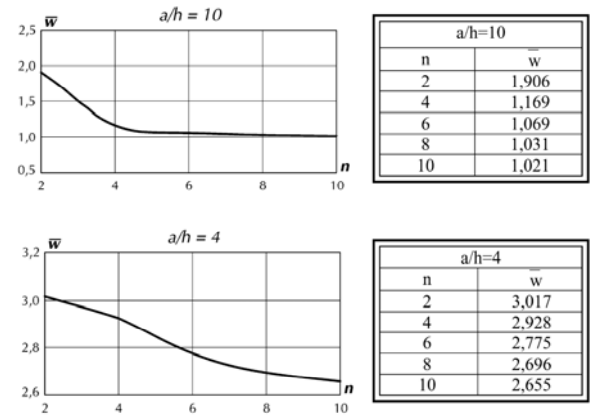 a/h = 10
w̅
2,5
2,0
1,5
1,0
0,5
2 4 6 8 10
n
a/h=10
n w̅
2 1,906
4 1,169
6 1,069
8 1,031
10 1,021
a/h = 4
w̅
3,2
3,0
2,8
2,6
2 4 6 8 10
n
a/h=4
n w̅
2 3,017
4 2,928
6 2,775
8 2,696
10 2,655